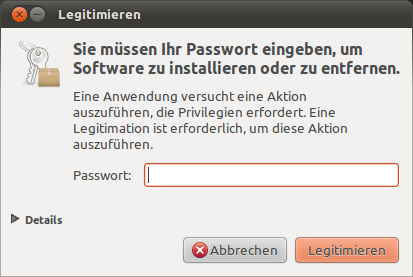 Legitimieren
Sie müssen Ihr Passwort eingeben, um
Software zu installieren oder zu entfernen.
Eine Anwendung versucht eine Aktion
auszuführen, die Privilegien erfordert. Eine
Legitimation ist erforderlich, um diese Aktion
auszuführen.
Passwort:
Details
Abbrechen
Legitimieren